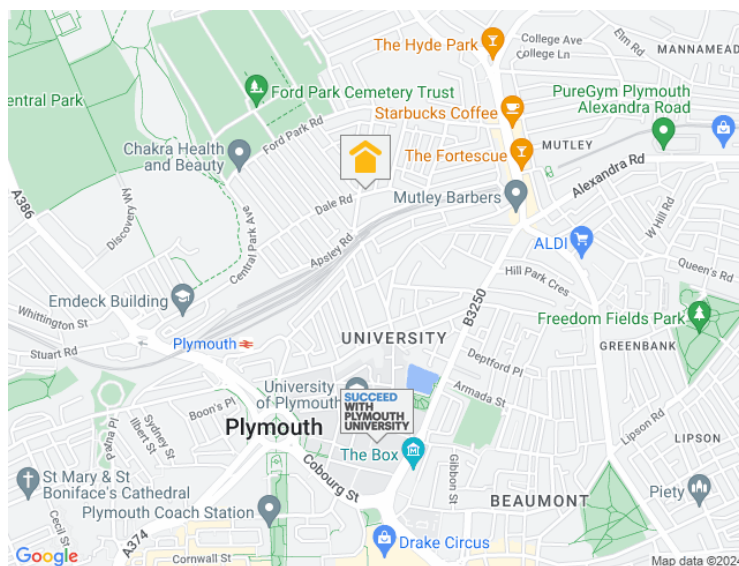 The Hyde Park
College Ave
College Ln
Elm Rd
MANNAMEAD
entral Park
Ford Park Cemetery Trust
Starbucks Coffee
PureGym Plymouth
Alexandra Road
Ford Park Rd
Chakra Health
and Beauty
The Fortescue
MUTLEY
Alexandra Rd
A386
Discovery Wy
Dale Rd
Mutley Barbers
Central Park Ave
Apsley Rd
ALDI
W Hill Rd
Hill Park Cres
Queen's Rd
Emdeck Building
Whittington St
B3250
Freedom Fields Park
Stuart Rd
Plymouth
UNIVERSITY
GREENBANK
Deptford Pl
University
of Plymouth
Armada St
SUCCEED
WITH
PLYMOUTH
UNIVERSITY
Boon's Pl
Patna Pl
Sydney St
Ilbert St
Plymouth
Lipson Rd
LIPSON
The Box
Cobourg St
Gibbon St
St Mary & St
Boniface's Cathedral
Piety
BEAUMONT
Plymouth Coach Station
Cecil St
A374
Cornwall St
Drake Circus
Google
Map data ©2024